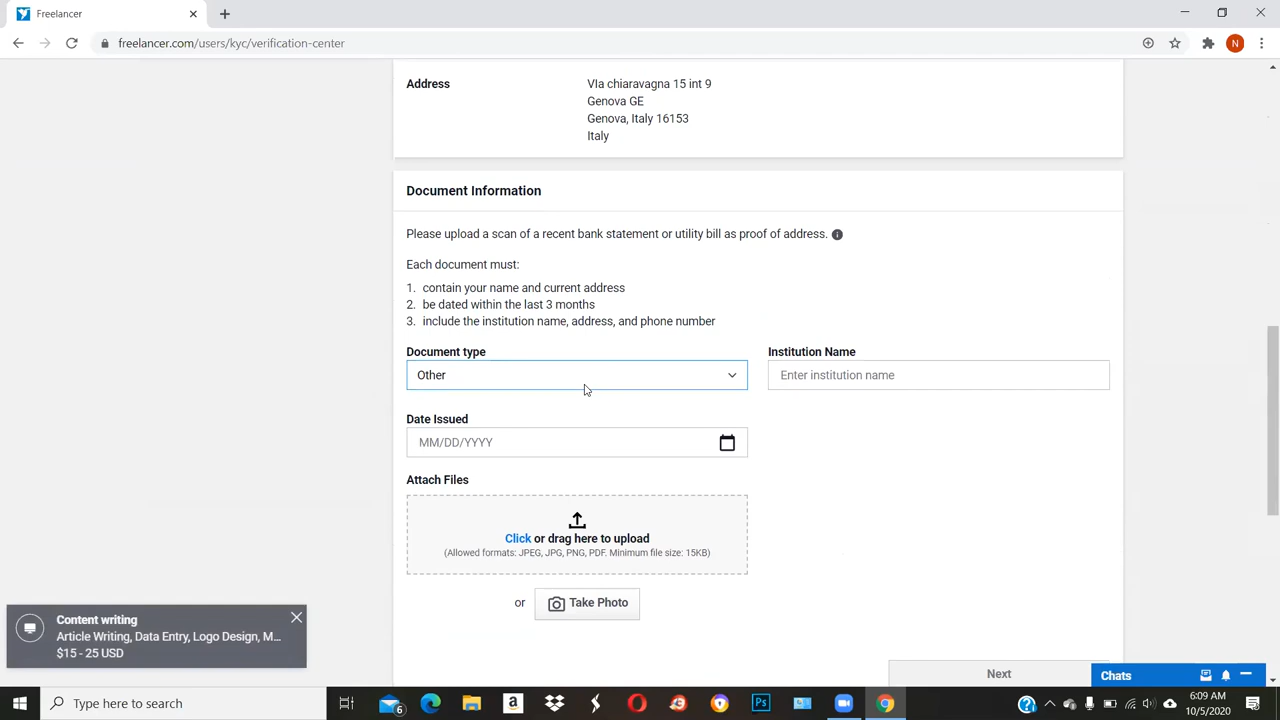 Freelancer
freelancer.com/users/kyc/verification-center
N
Address
VIa chiaravagna 15 int 9
Genova GE
Genova, Italy 16153
Italy
Document Information
Please upload a scan of a recent bank statement or utility bill as proof of address.
Each document must:
1. contain your name and current address
2. be dated within the last 3 months
3. include the institution name, address, and phone number
Document type
Institution Name
Other
Enter institution name
Date Issued
MM/DD/YYYY
Attach Files
Click or drag here to upload
(Allowed formats: JPEG, JPG, PNG, PDF. Minimum file size: 15KB)
or
Take Photo
Content writing
Article Writing, Data Entry, Logo Design, M...
$15 - 25 USD
Next
Chats
Type here to search
6
a
Ps
6:09 AM
10/5/2020